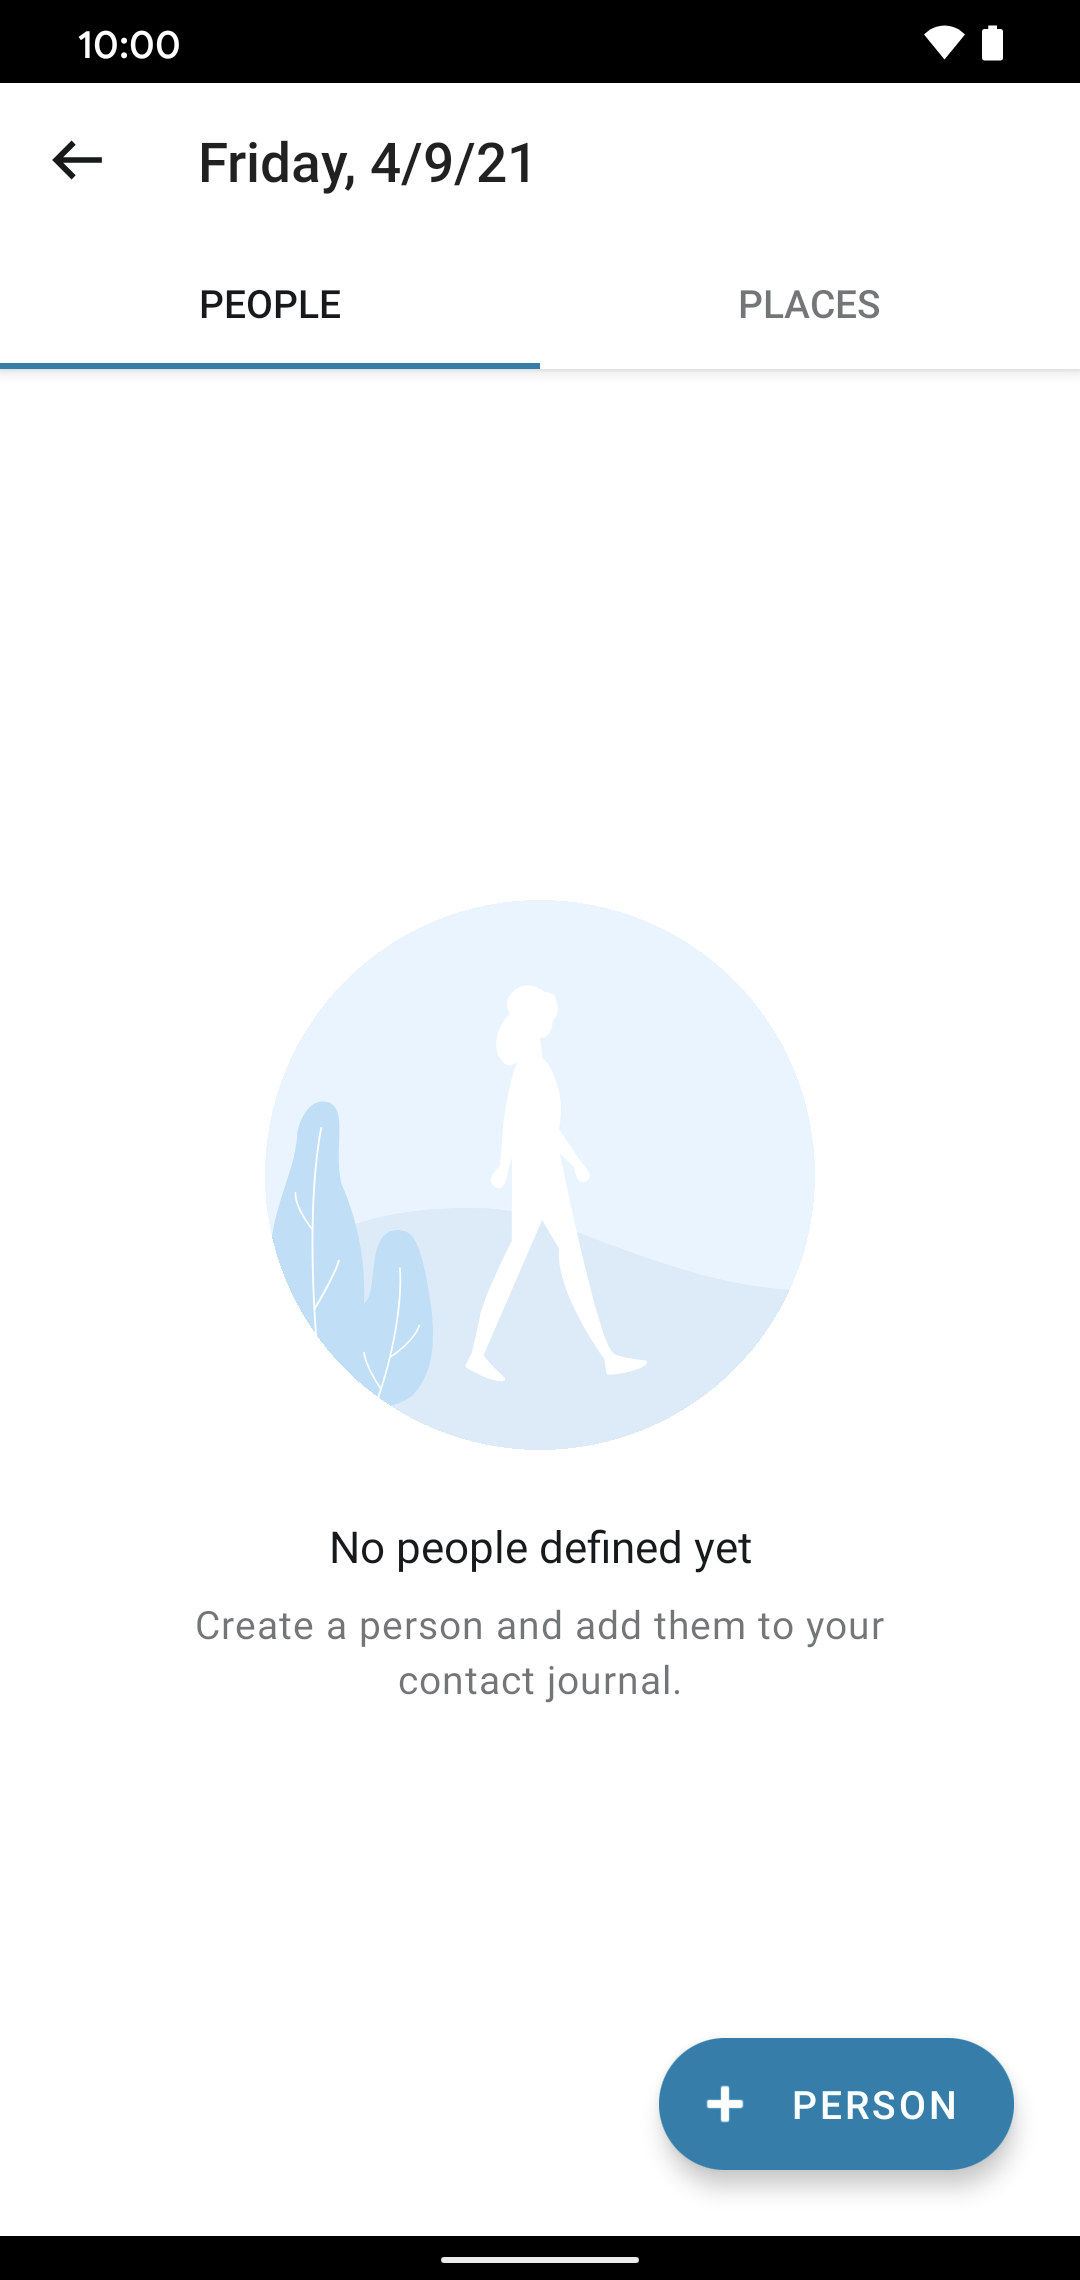 10:00
Friday, 4/9/21
PEOPLE
PLACES
No people defined yet
Create a person and add them to your
contact journal.
PERSON